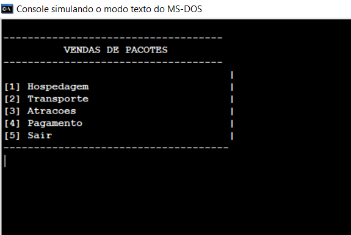 Console simulando o modo texto do MS-DOS
-------------------------------------
VENDAS DE PACOTES
-------------------------------------
|
[1] Hospedagem |
[2] Transporte |
[3] Atracoes |
[4] Pagamento |
[5] Sair |
--------------------------------------